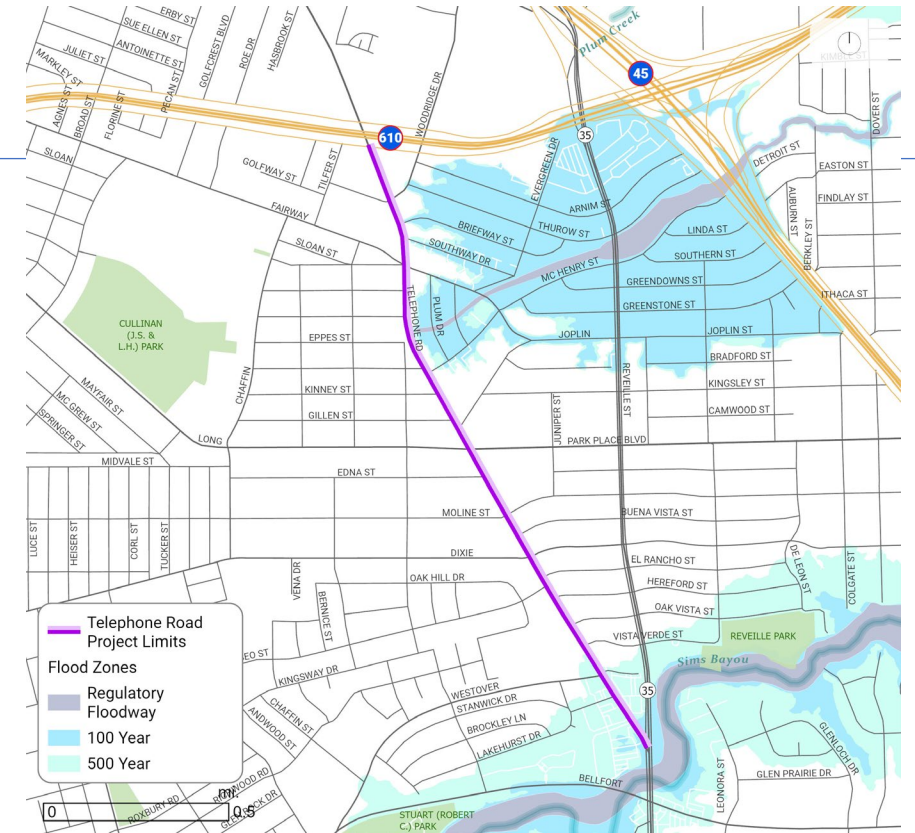 ERBY ST
SUE ELLEN ST
ANTOINETTE ST
JULIET ST
MARKLEY ST
AGNES ST
BROAD ST
FLORINE ST
PECAN ST
GOLFCREST BLVD
ROE DR
HASBROOK ST
WOODRIDGE DR
Plum Creek
45
KIMBLE ST
DOVER ST
610
35
SLOAN
GOLFWAY ST
TILFER ST
EVERGREEN DR
DETROIT ST
EASTON ST
FINDLAY ST
AUBURN ST
BERKLEY ST
FAIRWAY
ARNIM ST
BRIEFWAY ST
THUROW ST
LINDA ST
SLOAN ST
SOUTHWAY DR
SOUTHERN ST
MC HENRY ST
GREENDOWNS ST
ITHACA ST
TELEPHONE RD
PLUM DR
GREENSTONE ST
CULLINAN
(J.S. &
L.H.) PARK
EPPES ST
JOPLIN
JOPLIN ST
BRADFORD ST
CHAFFIN
REVEILLE ST
KINGSLEY ST
MAYFAIR ST
MC GREW ST
SPRINGER ST
KINNEY ST
JUNIPER ST
CAMWOOD ST
GILLEN ST
LONG
PARK PLACE BLVD
MIDVALE ST
EDNA ST
LUCE ST
HEISER ST
CORL ST
TUCKER ST
MOLINE ST
BUENA VISTA ST
DIXIE
EL RANCHO ST
DE LEON ST
COLGATE ST
VENA DR
BERNICE ST
OAK HILL DR
HEREFORD ST
OAK VISTA ST
VISTA VERDE ST
REVEILLE PARK
Sims Bayou
EO ST
KINGSWAY DR
35
WESTOVER
STANWICK DR
CHAFFIN ST
ANDWOOD ST
BROCKLEY LN
LAKEHURST DR
GLENLOCH DR
BELLFORT
LEONORA ST
GLEN PRAIRIE DR
STUART (ROBERT
C.) PARK
ROXBURY RD
Telephone Road
Project Limits
Flood Zones
Regulatory
Floodway
100 Year
500 Year
mi.
0
0.5